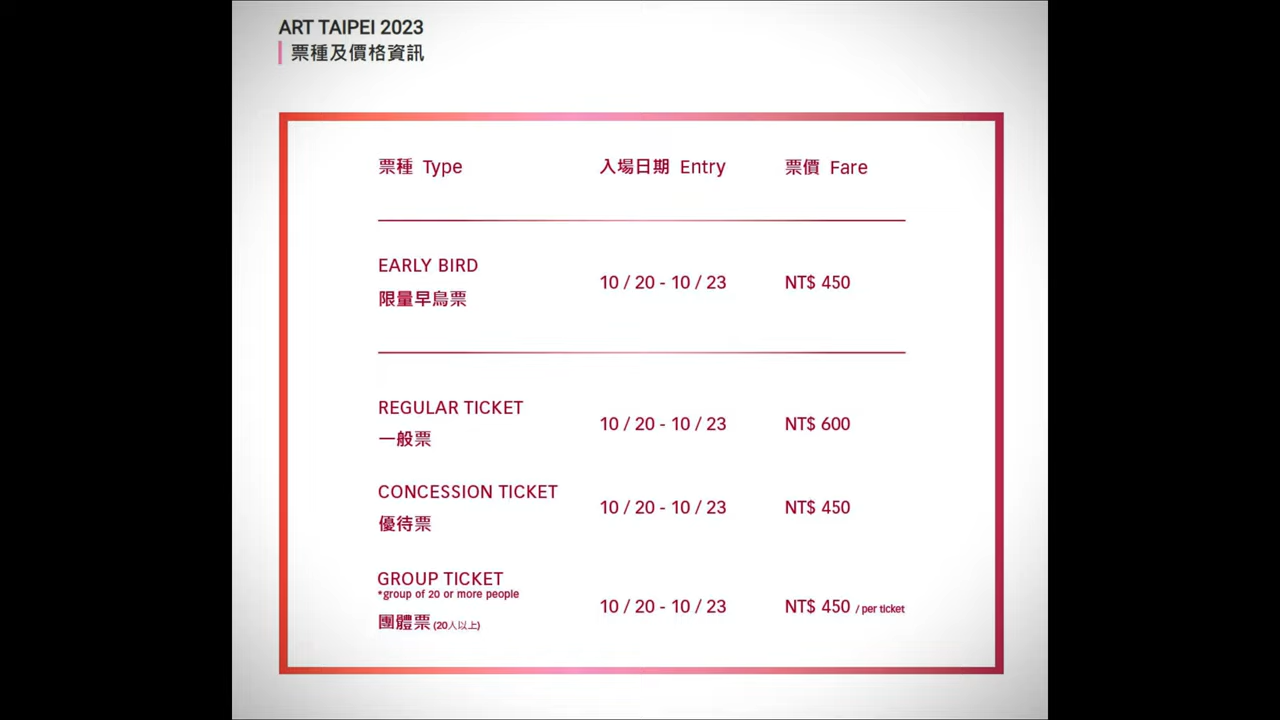 ART TAIPEI 2023
票種及價格資訊
票種 Type 入場日期 Entry 票價 Fare
EARLY BIRD
限量早鳥票
10 / 20 - 10 / 23 NT$ 450
REGULAR TICKET
一般票
10 / 20 - 10 / 23 NT$ 600
CONCESSION TICKET
優待票
10 / 20 - 10 / 23 NT$ 450
GROUP TICKET
*group of 20 or more people
團體票 (20人以上)
10 / 20 - 10 / 23 NT$ 450 / per ticket